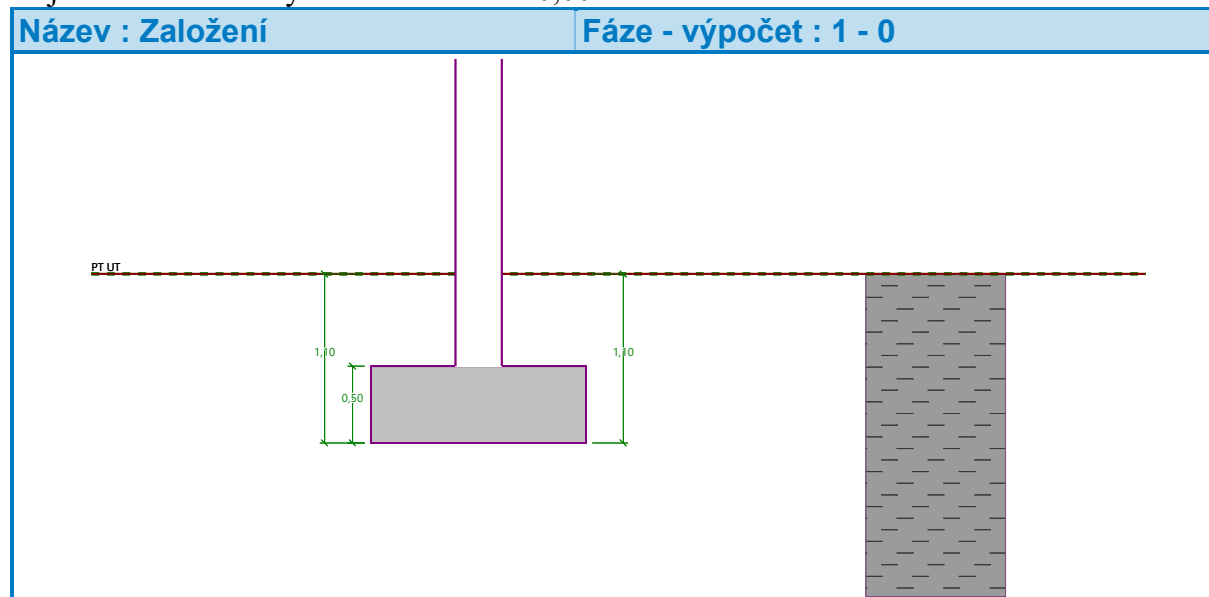 Název : Založení
Fáze - výpočet : 1 - 0
PT UT
1,10
1,10
0,50